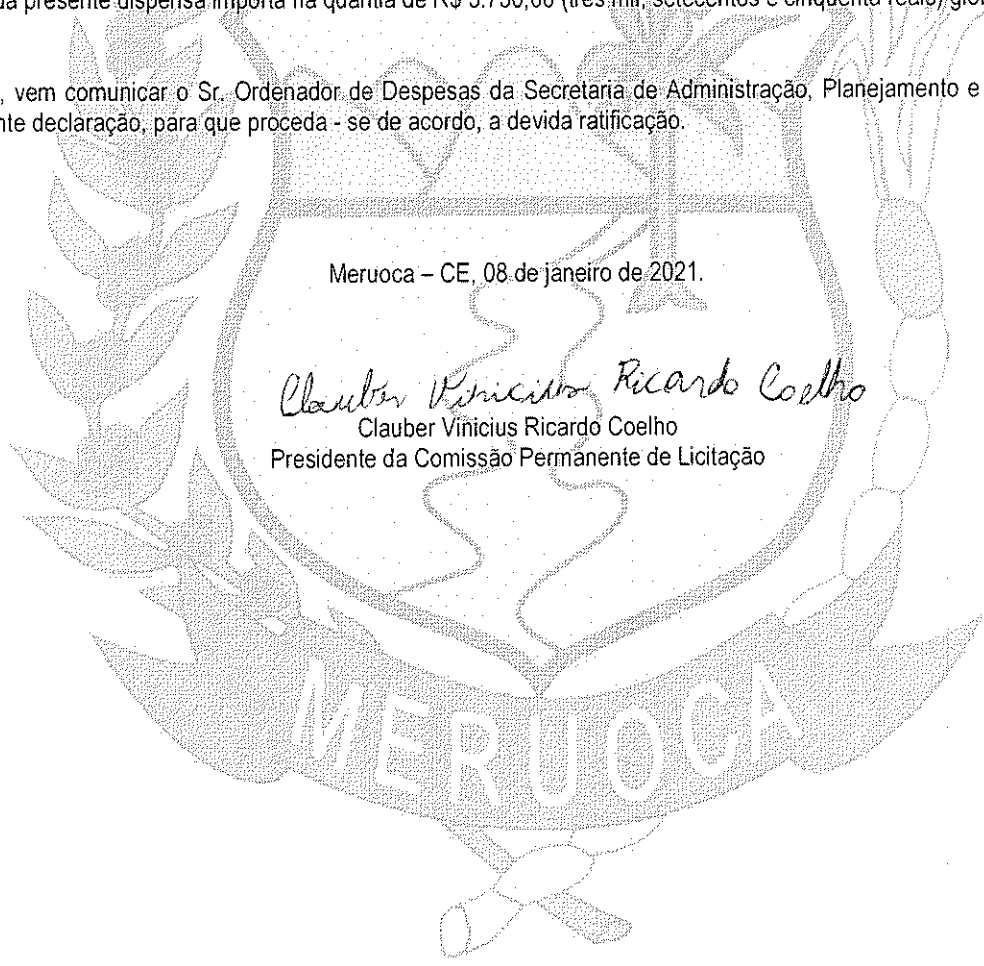 da presente dispensa importa na quantia de R$ 3.750,00 (três mil, setecentos e cinquenta reais)
, vem comunicar o Sr. Ordenador de Despesas da Secretaria de Administração, Planejamento e
nte declaração, para que proceda - se de acordo, a devida ratificação.
Meruoca – CE, 08 de janeiro de 2021.
Clauber Vinicius Ricardo Coelho
Clauber Vinicius Ricardo Coelho
Presidente da Comissão Permanente de Licitação
MERUOCA